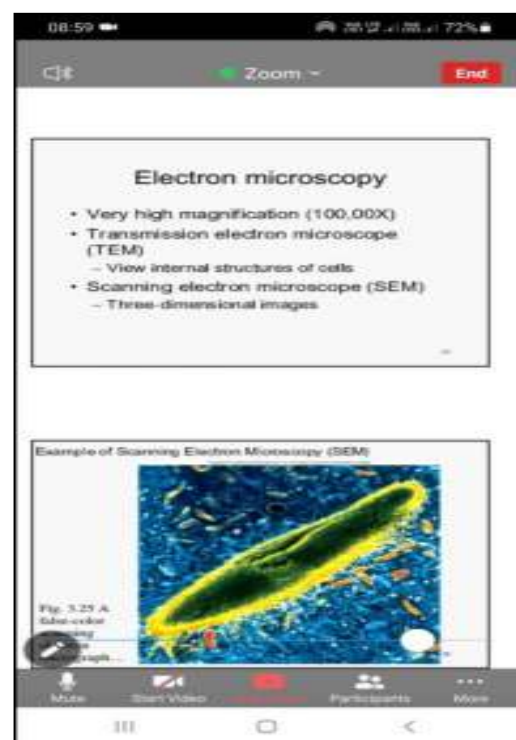 08:59
72%
Zoom
End
Electron microscopy
• Very high magnification (100,00X)
• Transmission electron microscope
(TEM)
– View internal structures of cells
• Scanning electron microscope (SEM)
– Three-dimensional images
Example of Scanning Electron Microscopy (SEM)
Fig. 3.25 A
false-color
Mute
Start Video
Participants
More